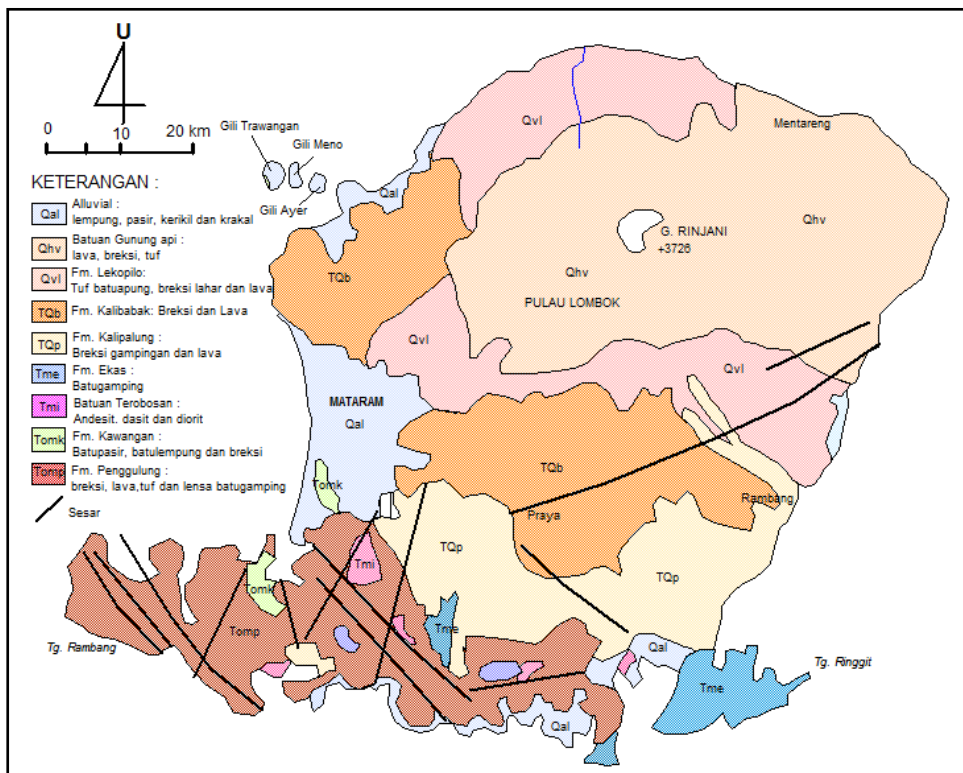 U
0 10 20 km
Gili Trawangan
Gili Meno
Gili Ayer
KETERANGAN :
Qal Alluvial :
lempung, pasir, kerikil dan krakal
Qhv Batuan Gunung api :
lava, breksi, tuf
Qvl Fm. Lekopilo:
Tuf batuapung, breksi lahar dan lava
TQb Fm. Kalibabak: Breksi dan Lava
TQp Fm. Kalipalung :
Breksi gampingan dan lava
Tme Fm. Ekas :
Batugamping
Tmi Batuan Terobosan :
Andesit. dasit dan diorit
Tomk Fm. Kawangan :
Batupasir, batulempung dan breksi
Tomp Fm. Penggulung :
breksi, lava,tuf dan lensa batugamping
Sesar
Qvl
Mentareng
Qal
Qhv
G. RINJANI
+3726
TQb
Qhv
PULAU LOMBOK
Qvl
Qvl
MATARAM
Qal
TQb
Tomk
Rambang
Praya
TQp
Tmi
TQp
Tomk
Tomp
Tme
Tg. Rambang
Qal
Tg. Ringgit
Tme
Qal